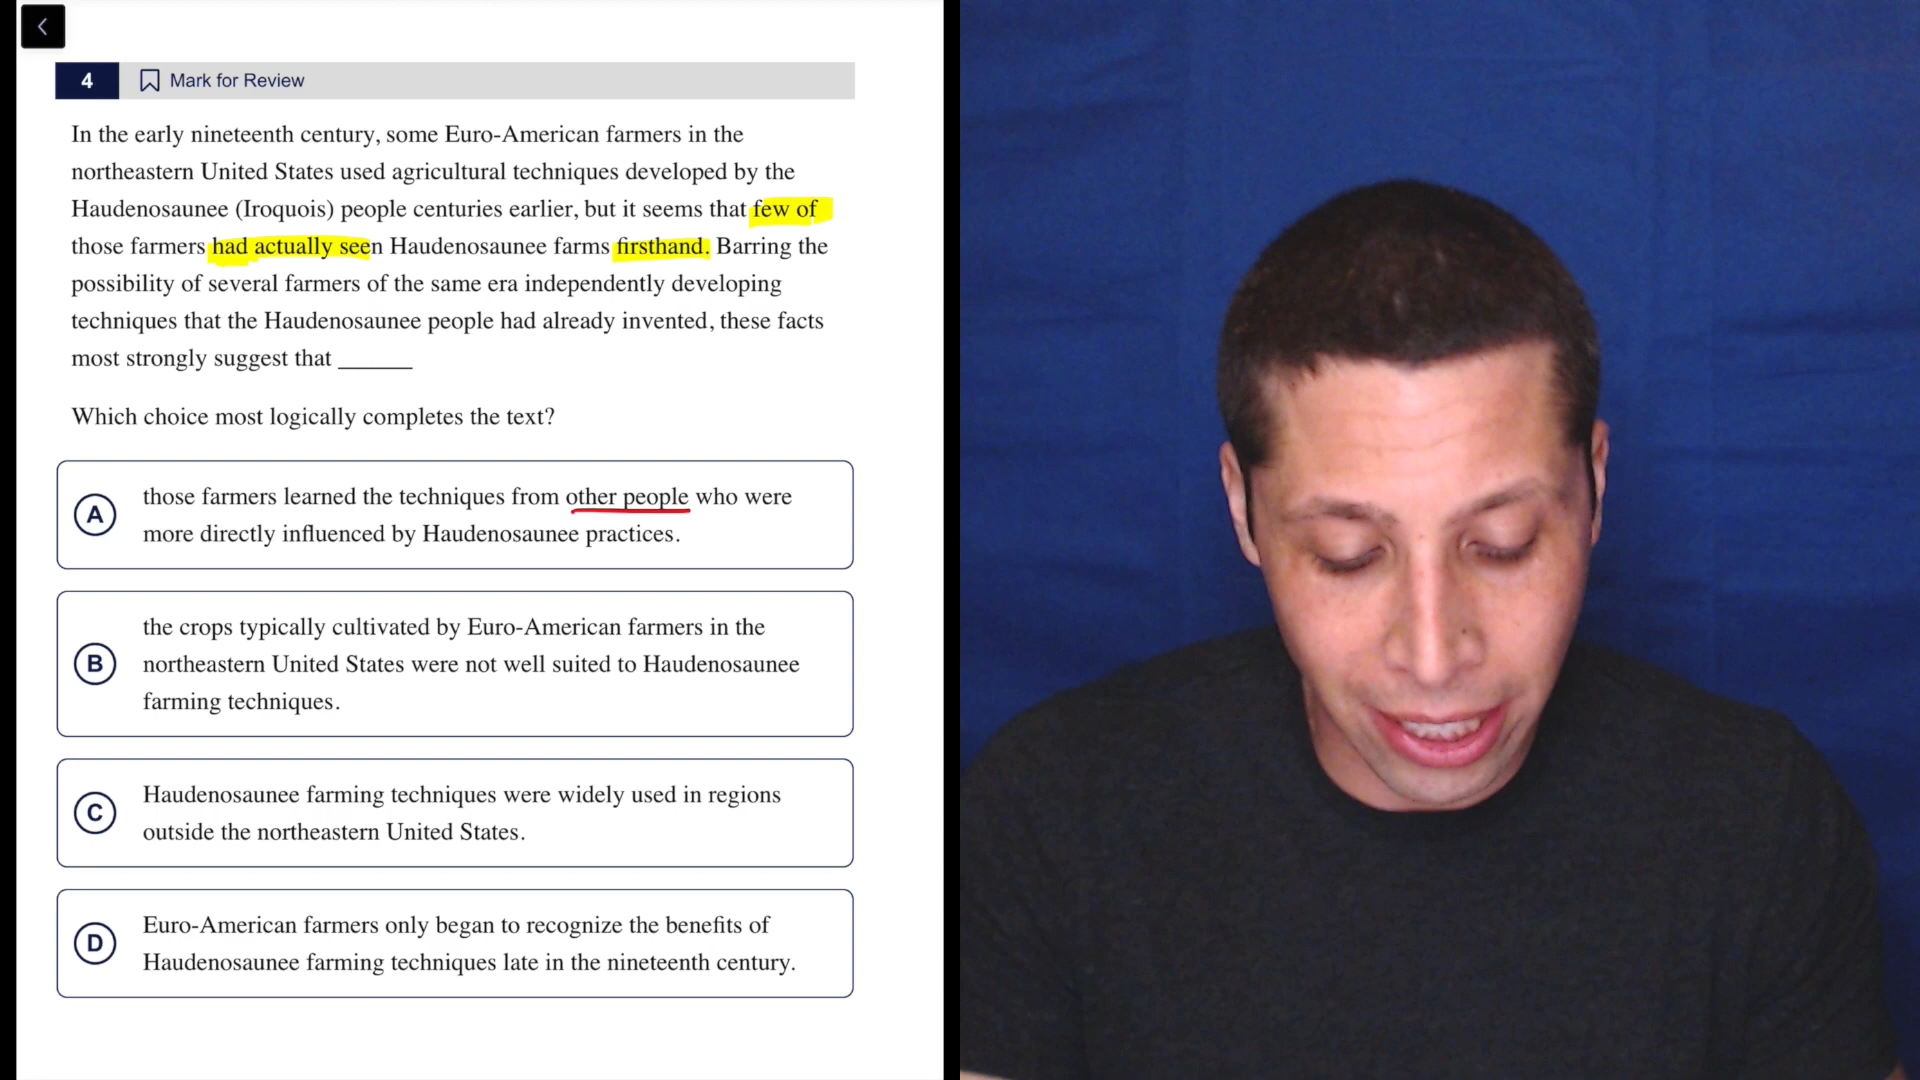 4 Mark for Review
In the early nineteenth century, some Euro-American farmers in the
northeastern United States used agricultural techniques developed by the
Haudenosaunee (Iroquois) people centuries earlier, but it seems that few of
those farmers had actually seen Haudenosaunee farms firsthand. Barring the
possibility of several farmers of the same era independently developing
techniques that the Haudenosaunee people had already invented, these facts
most strongly suggest that ______
Which choice most logically completes the text?
A
those farmers learned the techniques from other people who were
more directly influenced by Haudenosaunee practices.
B
the crops typically cultivated by Euro-American farmers in the
northeastern United States were not well suited to Haudenosaunee
farming techniques.
C
Haudenosaunee farming techniques were widely used in regions
outside the northeastern United States.
D
Euro-American farmers only began to recognize the benefits of
Haudenosaunee farming techniques late in the nineteenth century.